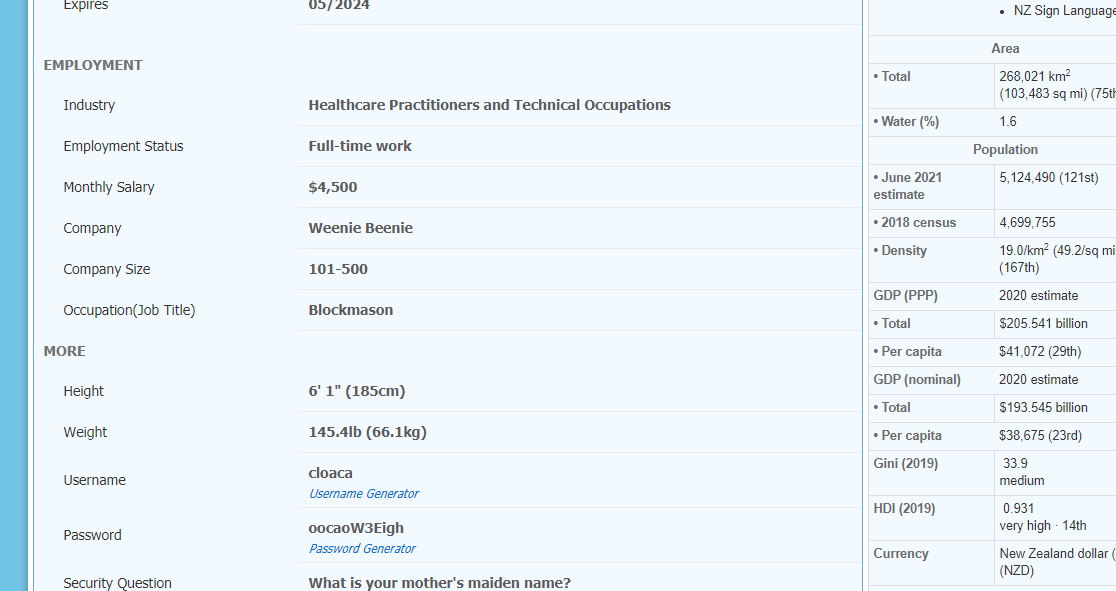 Expires 05/2024
EMPLOYMENT
Industry Healthcare Practitioners and Technical Occupations
Employment Status Full-time work
Monthly Salary $4,500
Company Weenie Beenie
Company Size 101-500
Occupation(Job Title) Blockmason
MORE
Height 6' 1" (185cm)
Weight 145.4lb (66.1kg)
Username cloaca
Username Generator
Password oocaoW3Eigh
Password Generator
Security Question What is your mother's maiden name?
• NZ Sign Language
Area
• Total 268,021 km²
(103,483 sq mi) (75th
• Water (%) 1.6
Population
• June 2021 5,124,490 (121st)
estimate
• 2018 census 4,699,755
• Density 19.0/km² (49.2/sq mi
(167th)
GDP (PPP) 2020 estimate
• Total $205.541 billion
• Per capita $41,072 (29th)
GDP (nominal) 2020 estimate
• Total $193.545 billion
• Per capita $38,675 (23rd)
Gini (2019) 33.9
medium
HDI (2019) 0.931
very high · 14th
Currency New Zealand dollar (
(NZD)